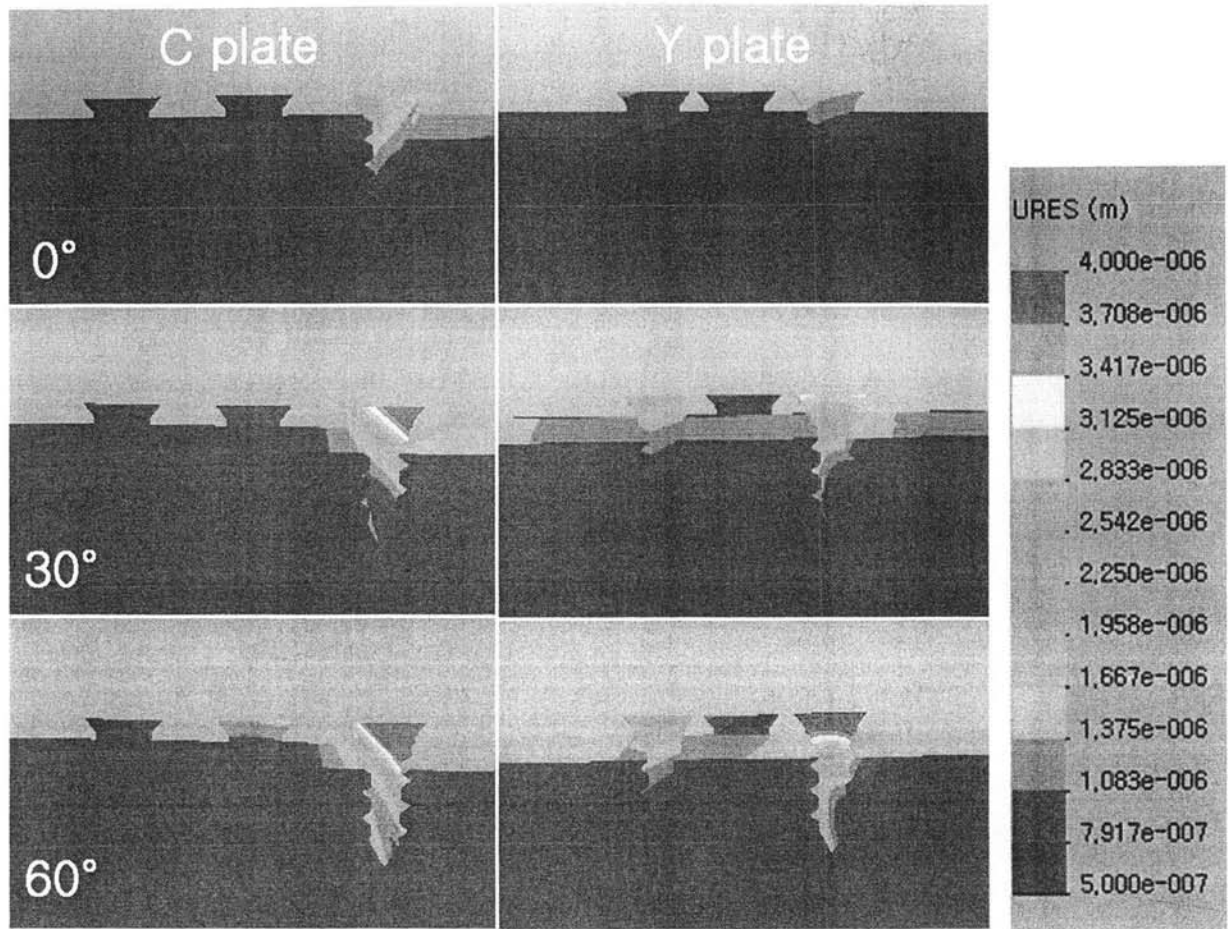 C plate
Y plate
0°
30°
60°
URES (m)
4,000e-006
3,708e-006
3,417e-006
3,125e-006
2,833e-006
2,542e-006
2,250e-006
1,958e-006
1,667e-006
1,375e-006
1,083e-006
7,917e-007
5,000e-007